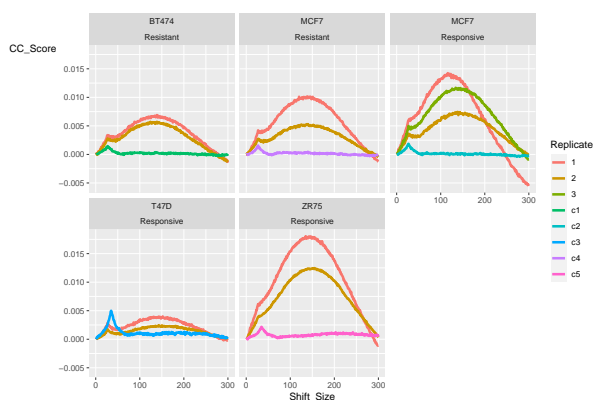 BT474
Resistant
MCF7
Resistant
MCF7
Responsive
CC_Score
0.015
0.010
0.005
0.000
−0.005
0
100
200
300
T47D
Responsive
ZR75
Responsive
0.015
0.010
0.005
0.000
−0.005
0
100
200
300
0
100
200
300
Shift_Size
Replicate
1
2
3
c1
c2
c3
c4
c5